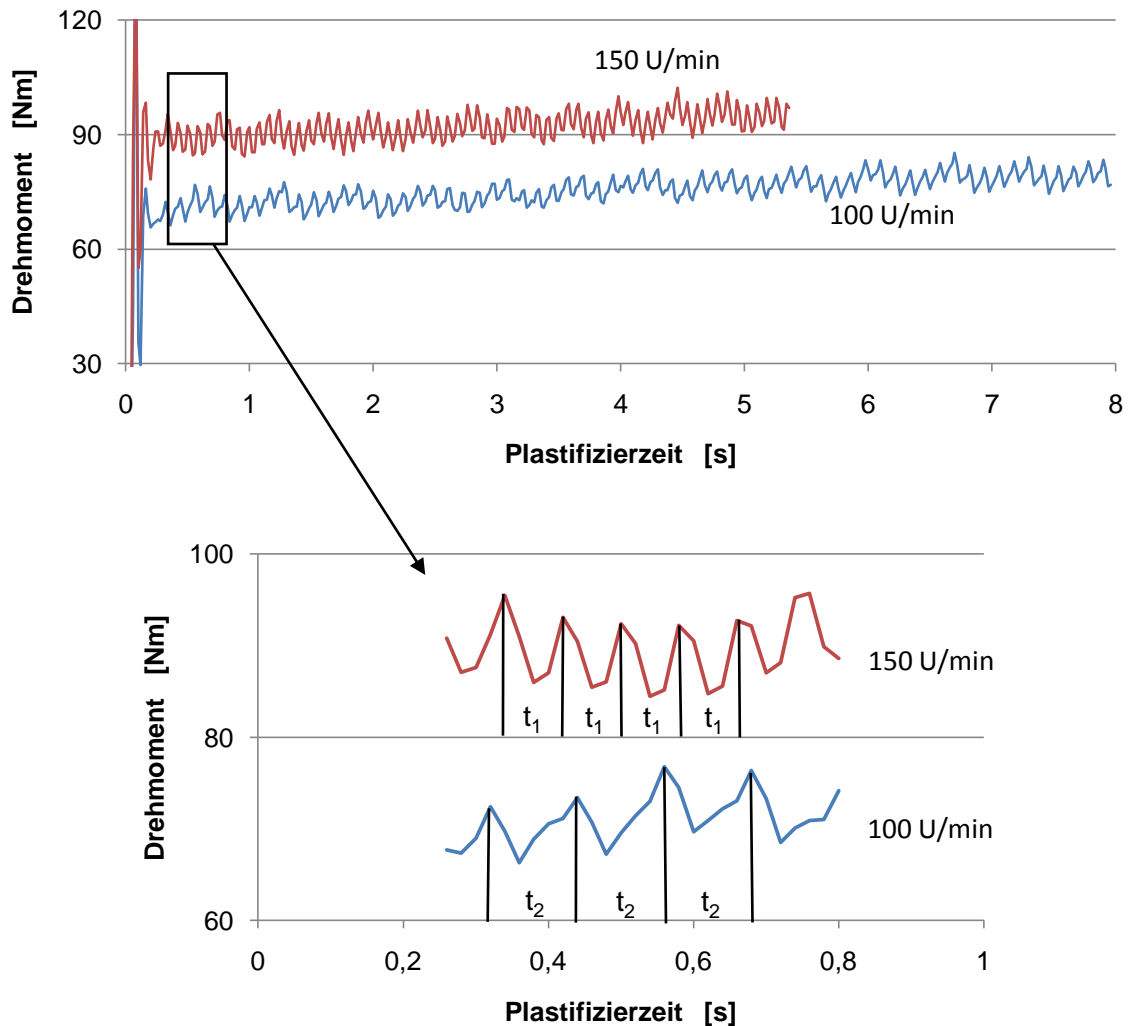 120
90
60
30
Drehmoment [Nm]
150 U/min
100 U/min
0 1 2 3 4 5 6 7 8
Plastifizierzeit [s]
100
80
60
Drehmoment [Nm]
150 U/min
t₁ t₁ t₁ t₁
100 U/min
t₂ t₂ t₂
0 0,2 0,4 0,6 0,8 1
Plastifizierzeit [s]